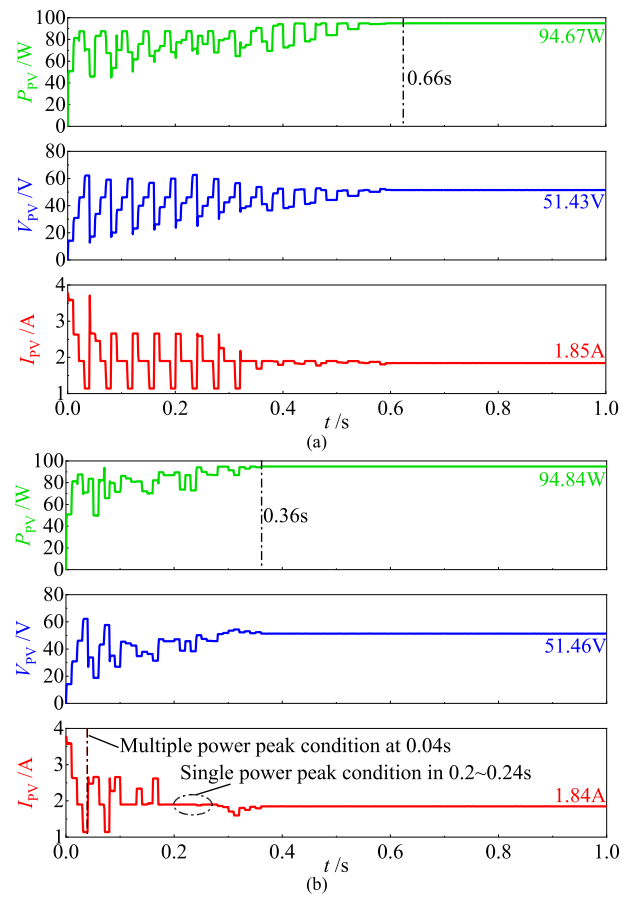 100
80
60
40
20
0
P_PV /W
94.67W
0.66s
80
60
40
20
0
V_PV /V
51.43V
4
3
2
1
I_PV /A
1.85A
0.0 0.2 0.4 0.6 0.8 1.0
t /s
(a)
100
80
60
40
20
0
P_PV /W
94.84W
0.36s
80
60
40
20
0
V_PV /V
51.46V
4
3
2
1
I_PV /A
Multiple power peak condition at 0.04s
Single power peak condition in 0.2~0.24s
1.84A
0.0 0.2 0.4 0.6 0.8 1.0
t /s
(b)